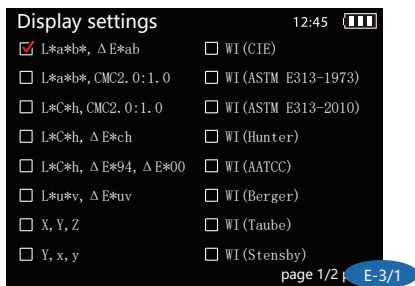 Display settings 12:45
L*a*b*, ΔE*ab
L*a*b*,CMC2.0:1.0
L*C*h,CMC2.0:1.0
L*C*h, ΔE*ch
L*C*h, ΔE*94, ΔE*00
L*u*v, ΔE*uv
X,Y,Z
Y,x,y
WI(CIE)
WI(ASTM E313-1973)
WI(ASTM E313-2010)
WI(Hunter)
WI(AATCC)
WI(Berger)
WI(Taube)
WI(Stensby)
page 1/2
E-3/1